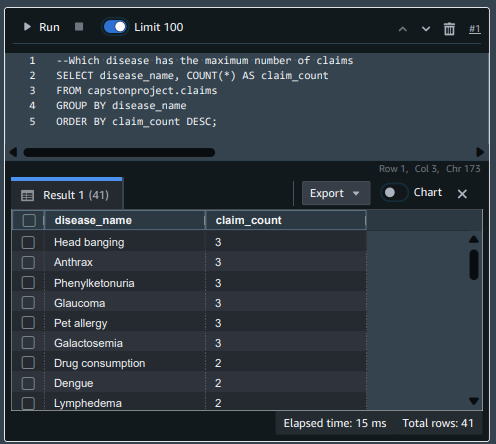 Run Limit 100 #1
1 --Which disease has the maximum number of claims
2 SELECT disease_name, COUNT(*) AS claim_count
3 FROM capstonproject.claims
4 GROUP BY disease_name
5 ORDER BY claim_count DESC;
Row 1, Col 3, Chr 173
Result 1 (41) Export Chart
disease_name claim_count
Head banging 3
Anthrax 3
Phenylketonuria 3
Glaucoma 3
Pet allergy 3
Galactosemia 3
Drug consumption 2
Dengue 2
Lymphedema 2
Elapsed time: 15 ms Total rows: 41